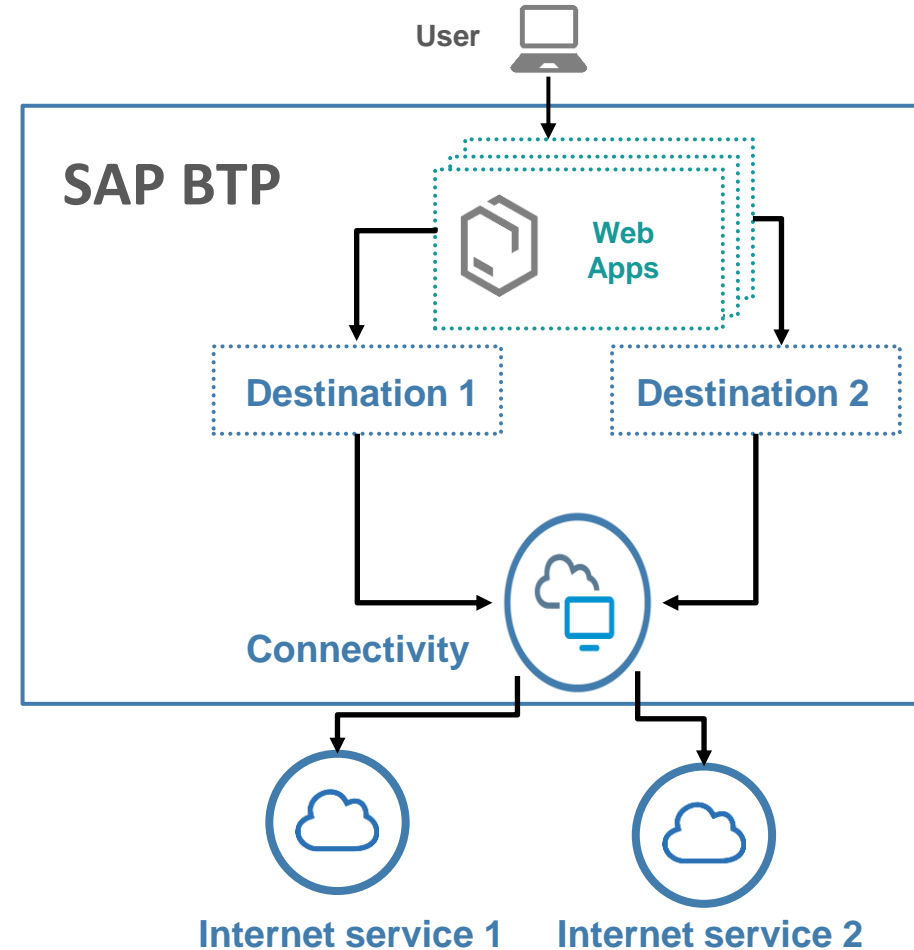 User
SAP BTP
Web
Apps
Destination 1
Destination 2
Connectivity
Internet service 1
Internet service 2